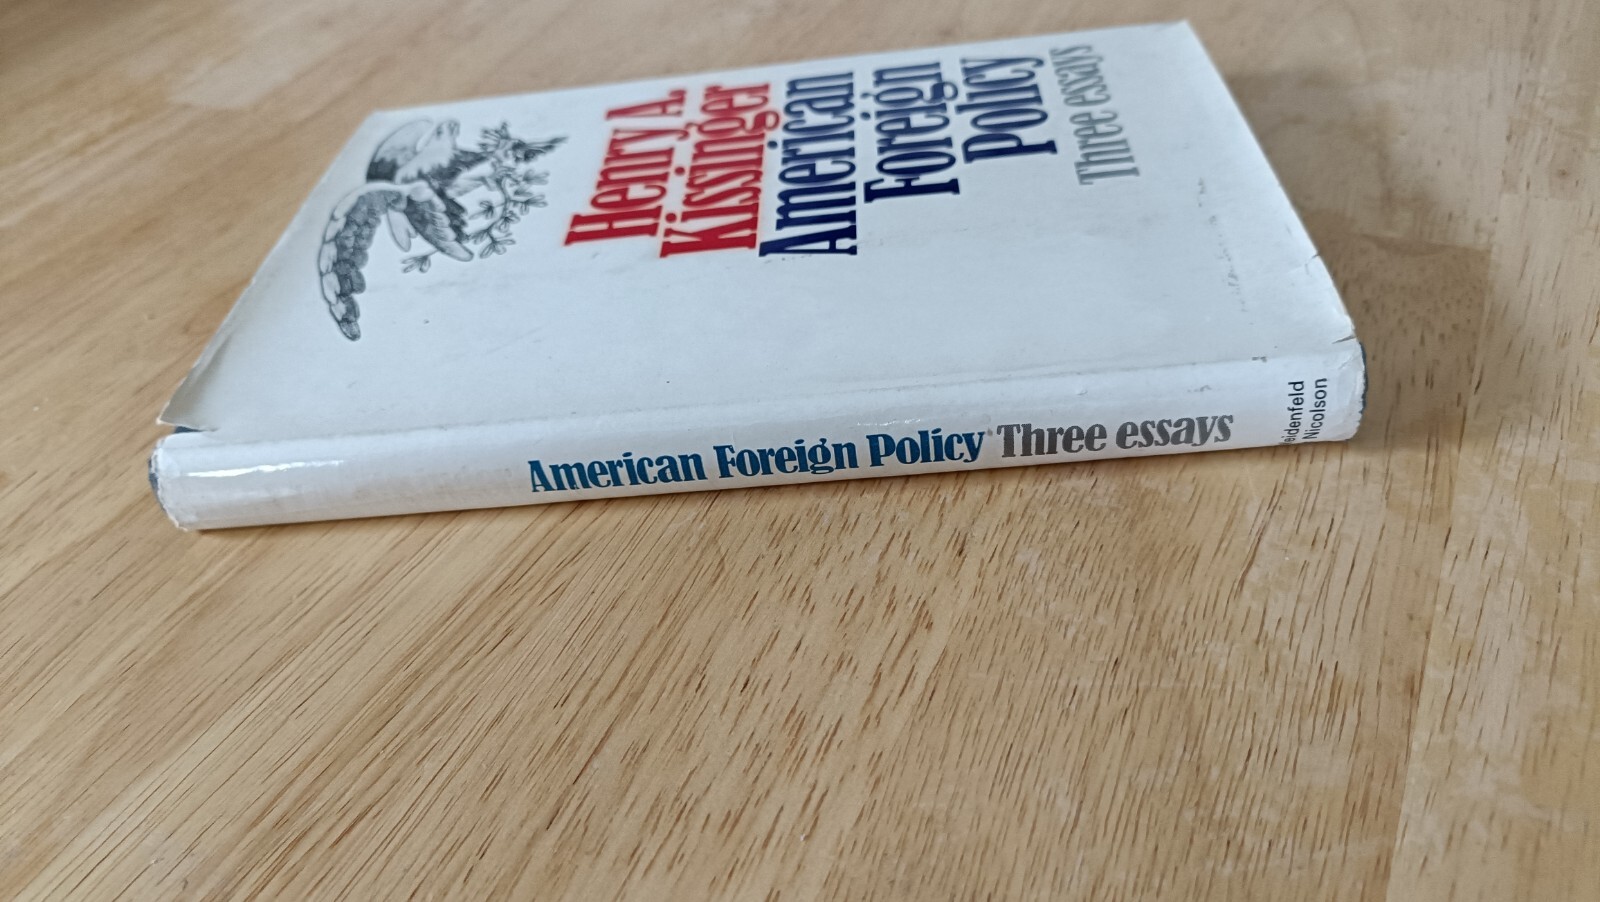 Henry A.
Kissinger
American
Foreign
Policy
Three essays
American Foreign Policy Three essays
Nicolson